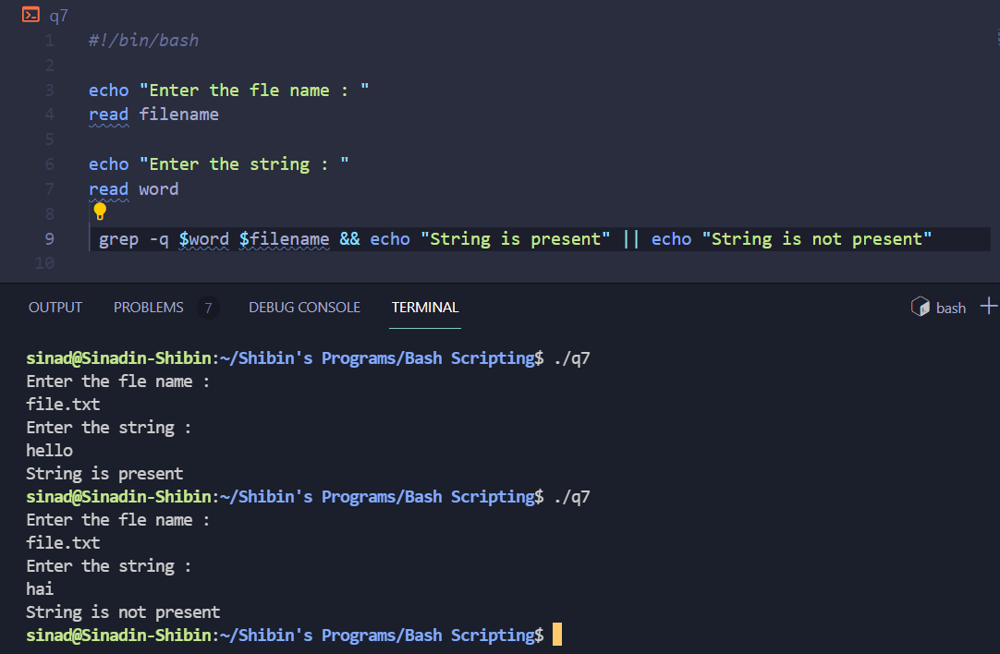 q7
1 #!/bin/bash
2
3 echo "Enter the fle name : "
4 read filename
5
6 echo "Enter the string : "
7 read word
8
9 grep -q $word $filename && echo "String is present" || echo "String is not present"
10
OUTPUT PROBLEMS 7 DEBUG CONSOLE TERMINAL bash
sinad@Sinadin-Shibin:~/Shibin's Programs/Bash Scripting$ ./q7
Enter the fle name :
file.txt
Enter the string :
hello
String is present
sinad@Sinadin-Shibin:~/Shibin's Programs/Bash Scripting$ ./q7
Enter the fle name :
file.txt
Enter the string :
hai
String is not present
sinad@Sinadin-Shibin:~/Shibin's Programs/Bash Scripting$